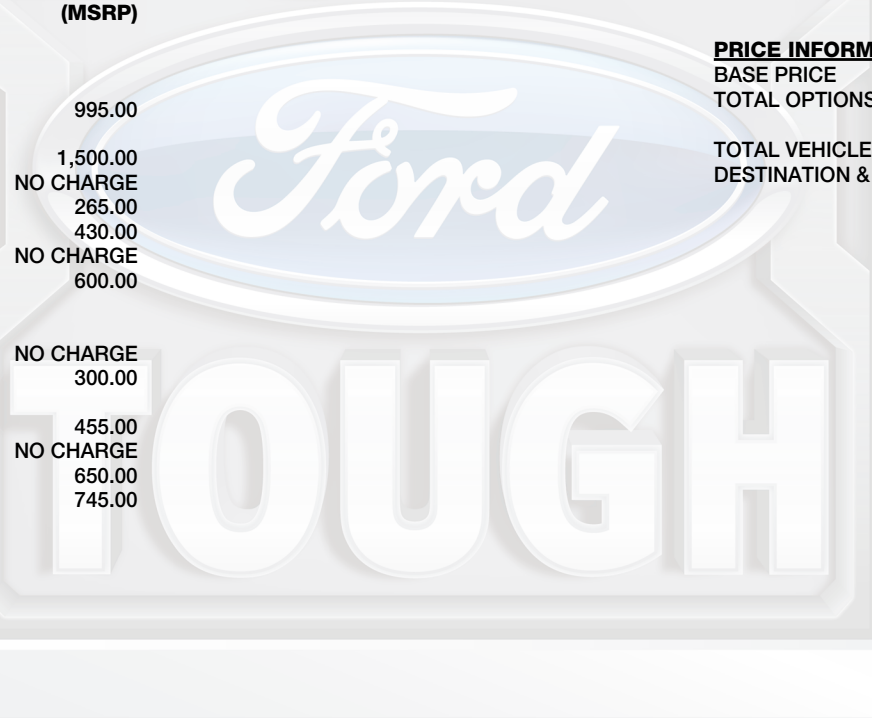 (MSRP)
995.00
1,500.00
NO CHARGE
265.00
430.00
NO CHARGE
600.00
NO CHARGE
300.00
455.00
NO CHARGE
650.00
745.00
PRICE INFORM
BASE PRICE
TOTAL OPTIONS
TOTAL VEHICLE
DESTINATION &
Ford
TOUGH